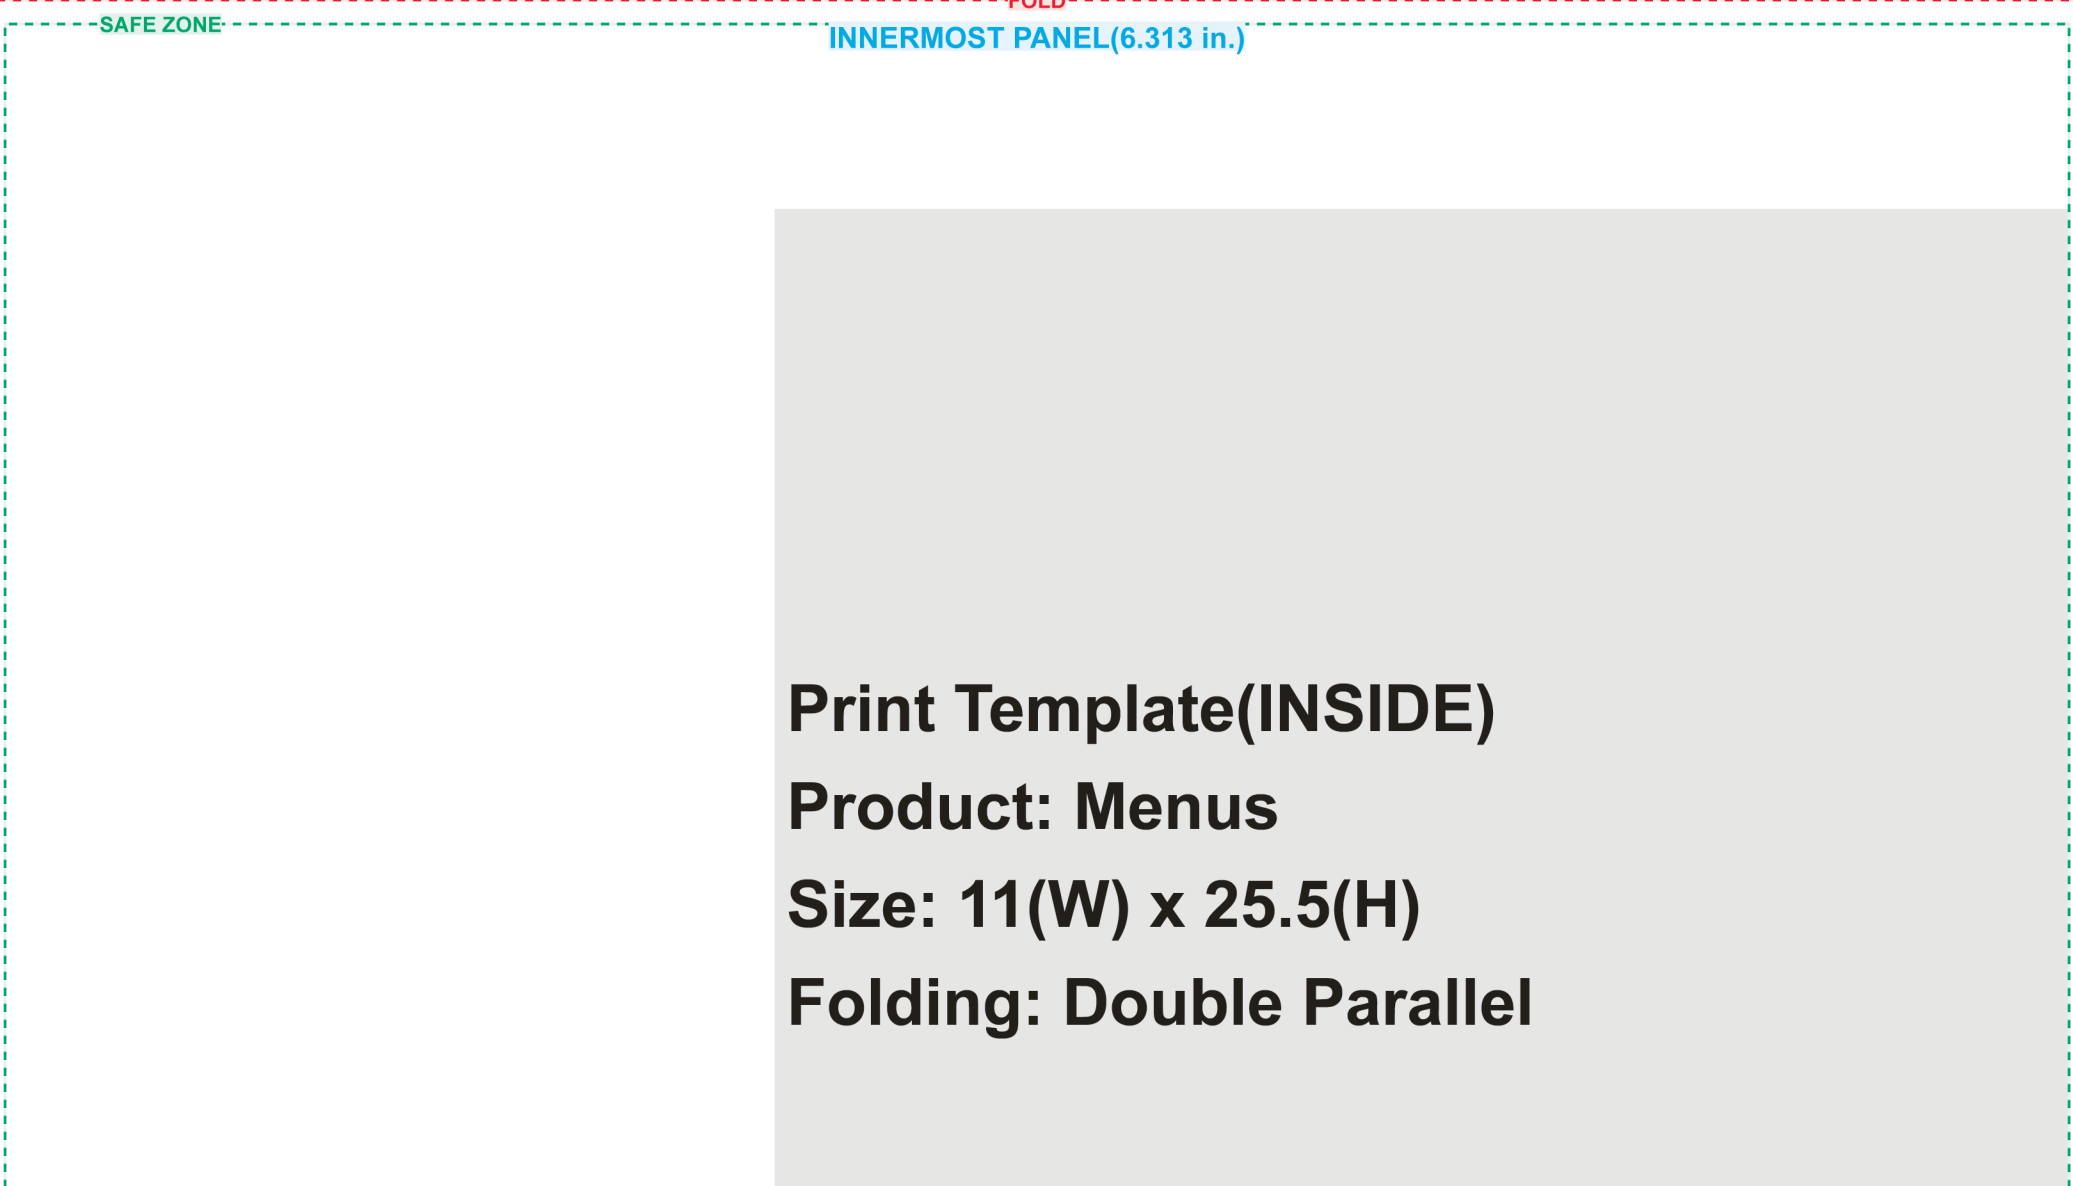 FOLD
SAFE ZONE
INNERMOST PANEL(6.313 in.)
Print Template(INSIDE)
Product: Menus
Size: 11(W) x 25.5(H)
Folding: Double Parallel